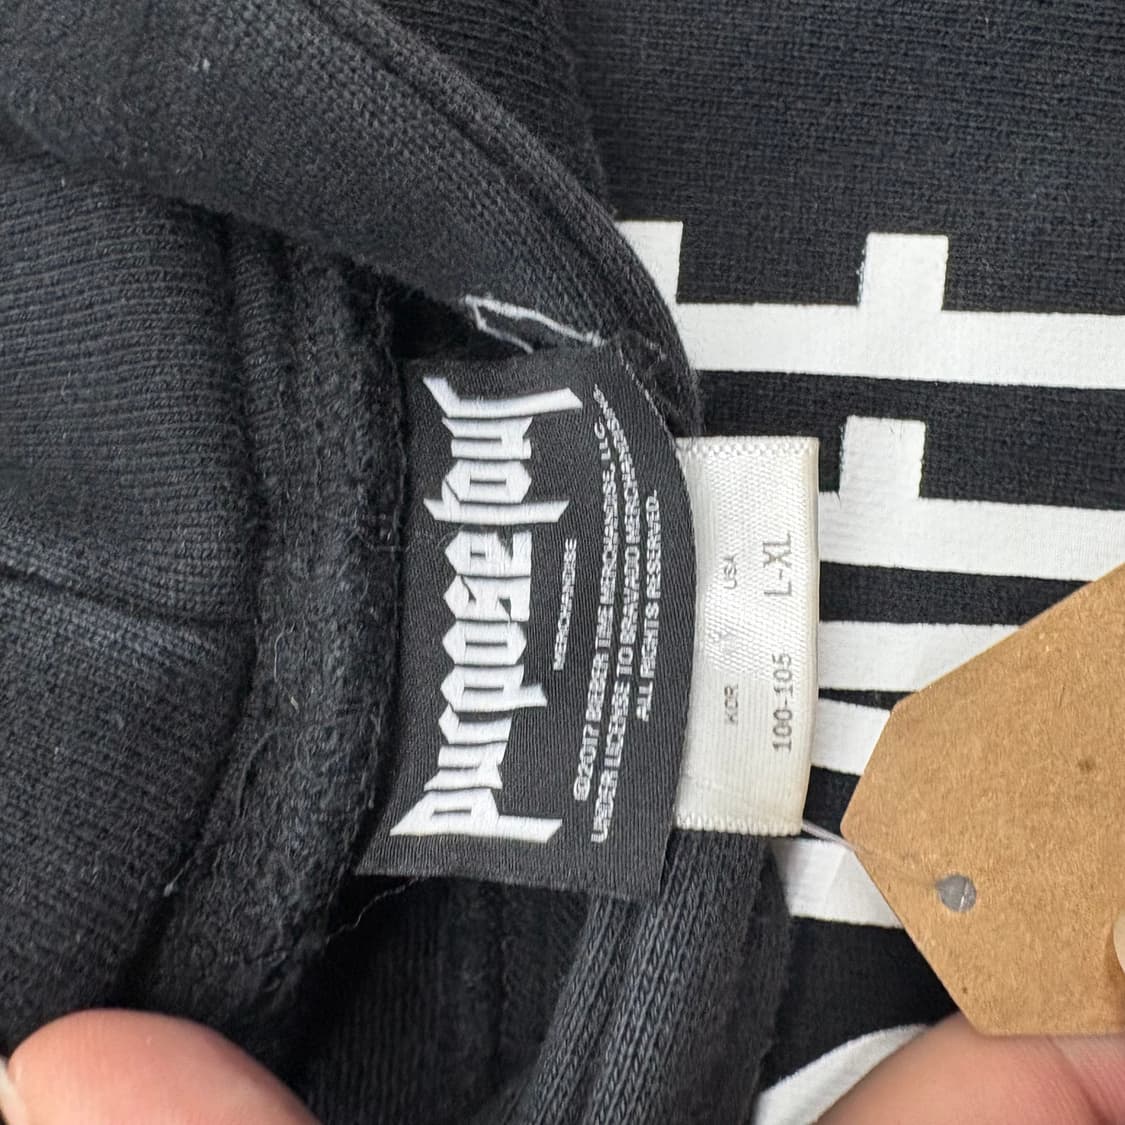 purpose tour
MERCHANDISE
©2017 BIEBER TIME MERCHANDISE, LLC.
UNDER LICENSE TO BRAVADO MERCHANDISING
ALL RIGHTS RESERVED.
KOR USA
100-105 L-XL